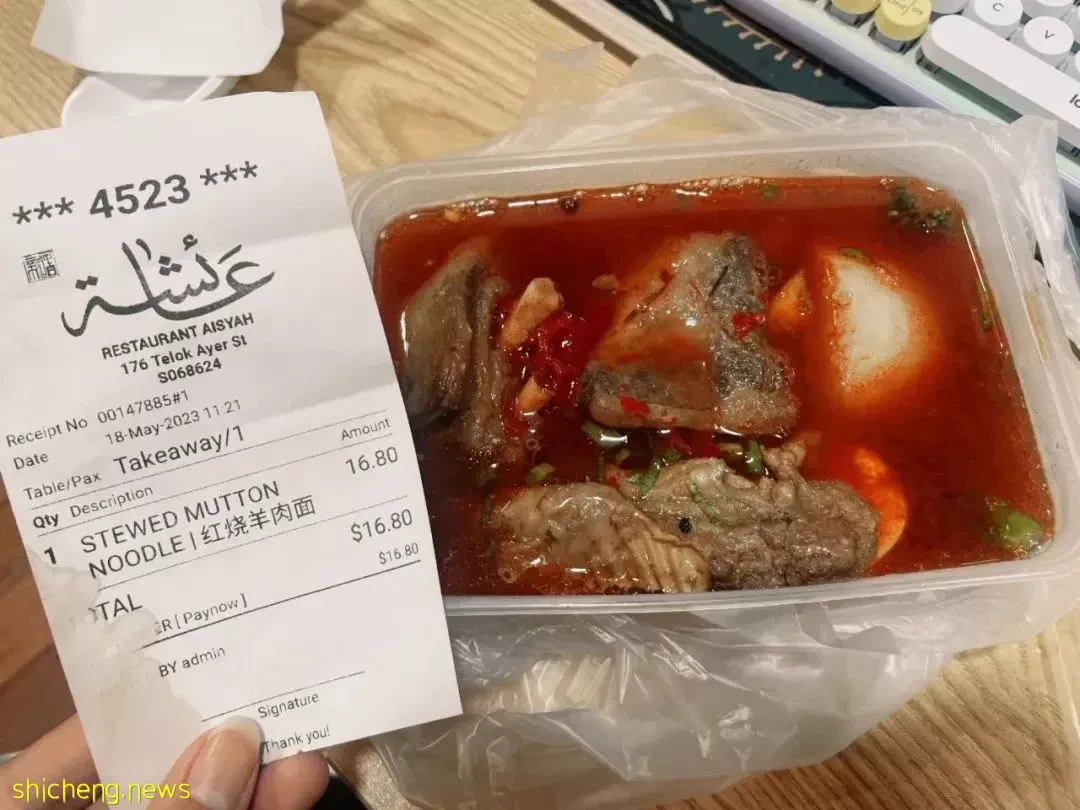 *** 4523 ***
عائشة
RESTAURANT AISYAH
176 Telok Ayer St
S068624
Receipt No 00147885#1
Date 18-May-2023 11:21
Table/Pax Takeaway/1
Qty Description Amount
1 STEWED MUTTON 16.80
NOODLE | 红烧羊肉面
TAL $16.80
ER [ Paynow ] $16.80
BY admin
Signature
Thank you!
C
V
shicheng.news